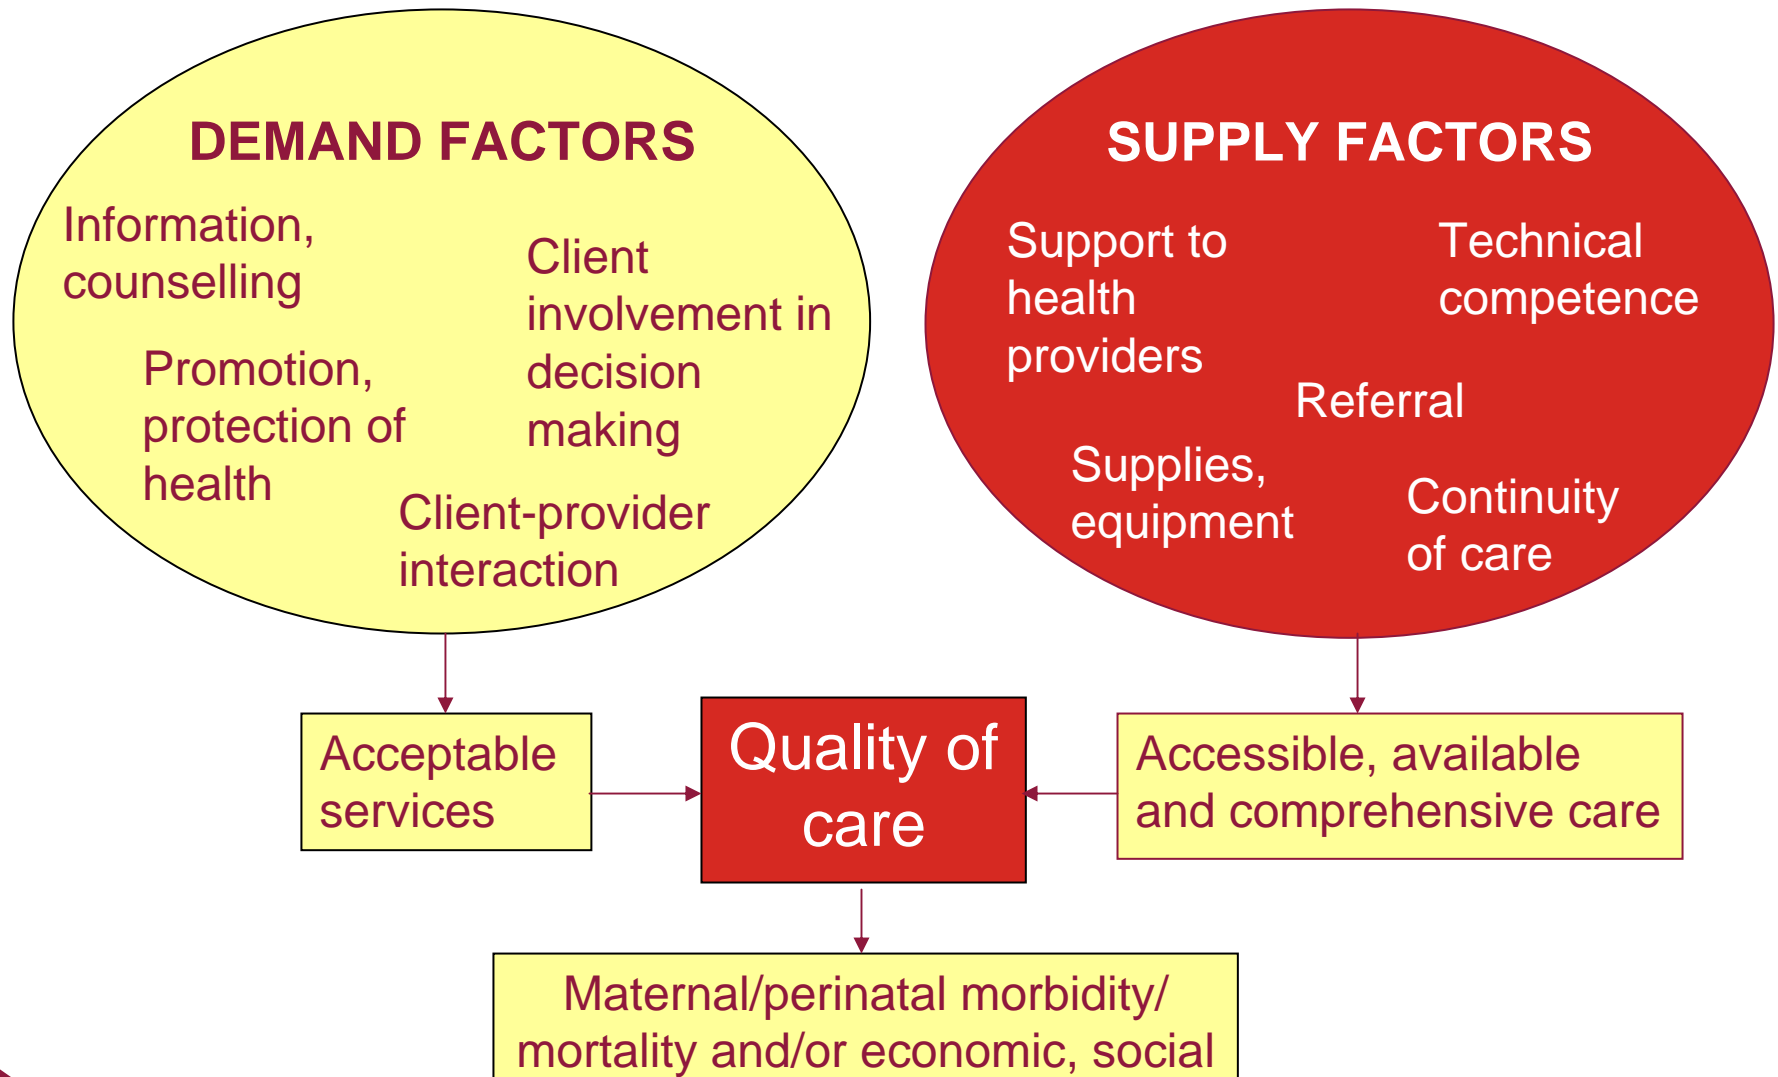 DEMAND FACTORS
Information,
counselling
Client
involvement in
decision
making
Promotion,
protection of
health
Client-provider
interaction
SUPPLY FACTORS
Support to
health
providers
Technical
competence
Referral
Supplies,
equipment
Continuity
of care
Acceptable
services
Quality of
care
Accessible, available
and comprehensive care
Maternal/perinatal morbidity/
mortality and/or economic, social